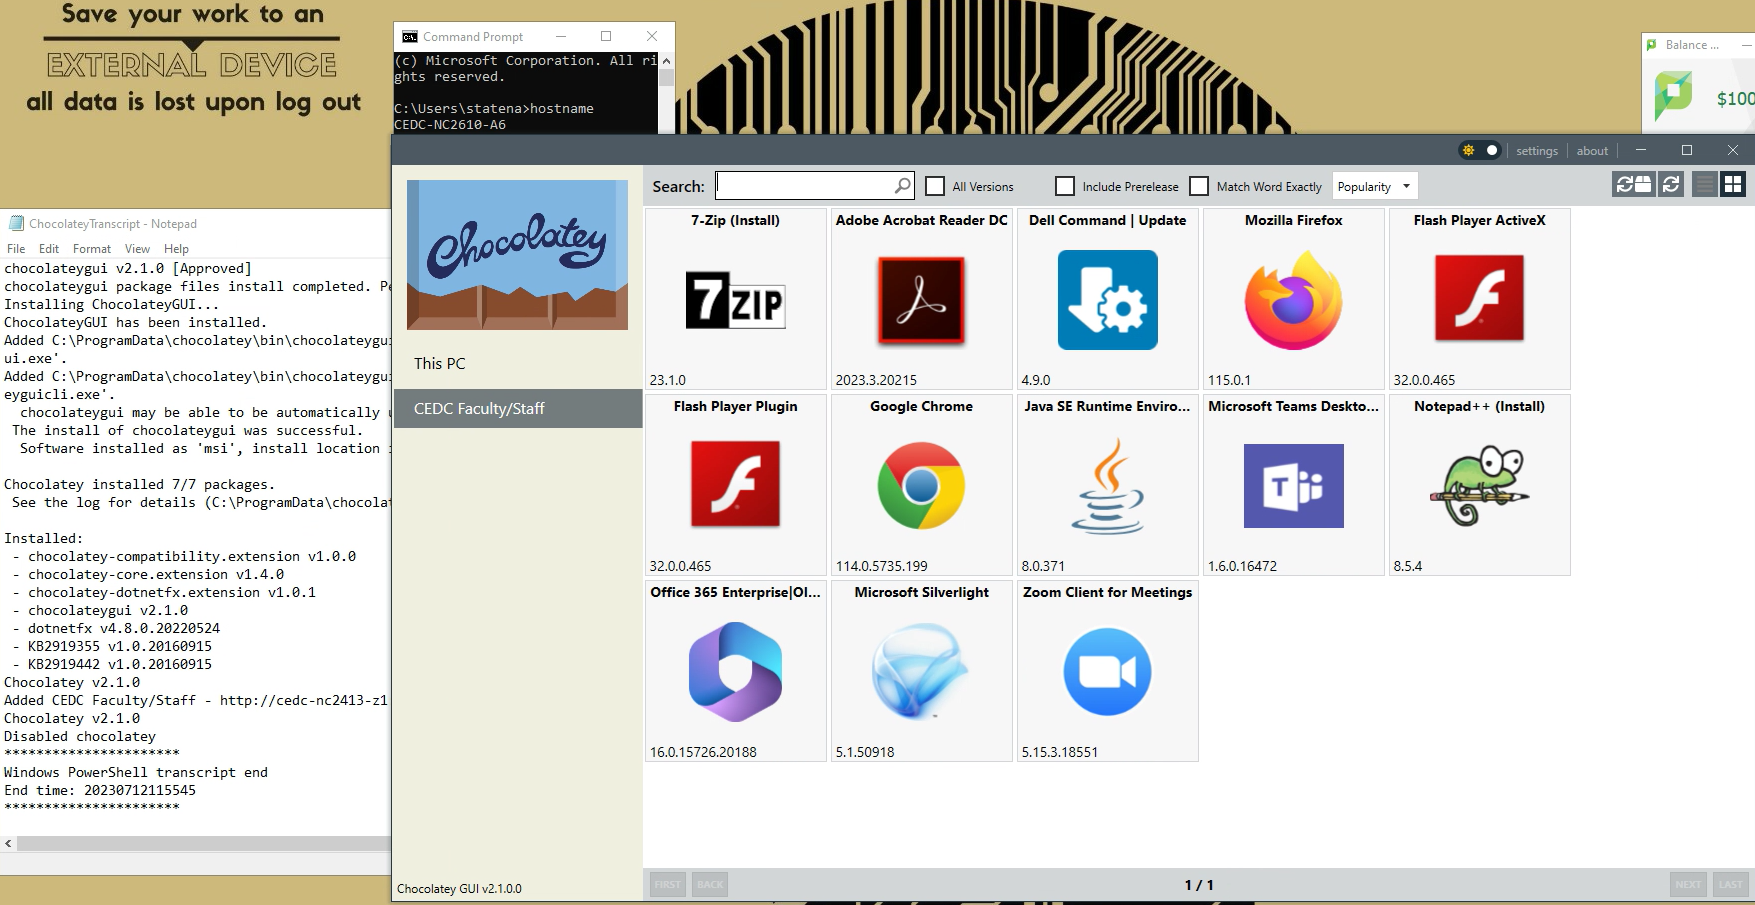 Save your work to an
EXTERNAL DEVICE
all data is lost upon log out
Command Prompt
(c) Microsoft Corporation. All ri
ghts reserved.
C:\Users\statena>hostname
CEDC-NC2610-A6
Balance ...
$100
ChocolateyTranscript - Notepad
File Edit Format View Help
chocolateygui v2.1.0 [Approved]
chocolateygui package files install completed.
Installing ChocolateyGUI...
ChocolateyGUI has been installed.
Added C:\ProgramData\chocolatey\bin\chocolateygui
ui.exe'.
Added C:\ProgramData\chocolatey\bin\chocolateygui
eyguicli.exe'.
chocolateygui may be able to be automatically
The install of chocolateygui was successful.
Software installed as 'msi', install location
Chocolatey installed 7/7 packages.
See the log for details (C:\ProgramData\chocolat
Installed:
- chocolatey-compatibility.extension v1.0.0
- chocolatey-core.extension v1.4.0
- chocolatey-dotnetfx.extension v1.0.1
- chocolateygui v2.1.0
- dotnetfx v4.8.0.20220524
- KB2919355 v1.0.20160915
- KB2919442 v1.0.20160915
Chocolatey v2.1.0
Added CEDC Faculty/Staff - http://cedc-nc2413-z1
Chocolatey v2.1.0
Disabled chocolatey
**********************
Windows PowerShell transcript end
End time: 20230712115545
**********************
settings about
Chocolatey
This PC
CEDC Faculty/Staff
Chocolatey GUI v2.1.0.0
Search: All Versions Include Prerelease Match Word Exactly Popularity
7-Zip (Install) Adobe Acrobat Reader DC Dell Command | Update Mozilla Firefox Flash Player ActiveX
7 ZIP
23.1.0 2023.3.20215 4.9.0 115.0.1 32.0.0.465
Flash Player Plugin Google Chrome Java SE Runtime Enviro... Microsoft Teams Deskto... Notepad++ (Install)
32.0.0.465 114.0.5735.199 8.0.371 1.6.0.16472 8.5.4
Office 365 Enterprise|Ol... Microsoft Silverlight Zoom Client for Meetings
16.0.15726.20188 5.1.50918 5.15.3.18551
FIRST BACK 1 / 1 NEXT LAST